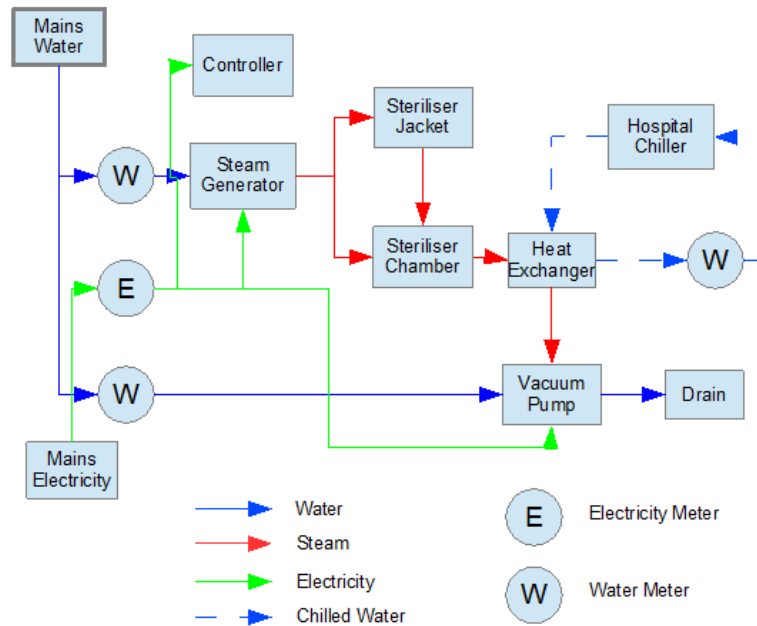 Mains
Water
Controller
Steriliser
Jacket
Hospital
Chiller
W
Steam
Generator
Steriliser
Chamber
Heat
Exchanger
W
E
W
Vacuum
Pump
Drain
Mains
Electricity
Water
E
Electricity Meter
Steam
Electricity
W
Water Meter
Chilled Water